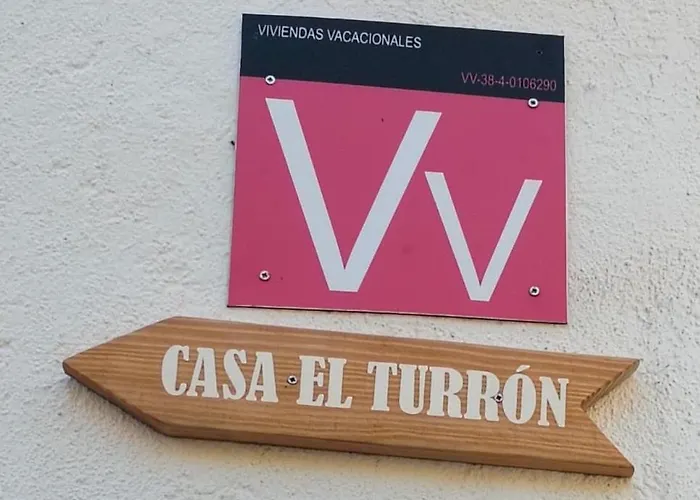 VIVIENDAS VACACIONALES
VV-38-4-0106290
Vv
CASA EL TURRÓN